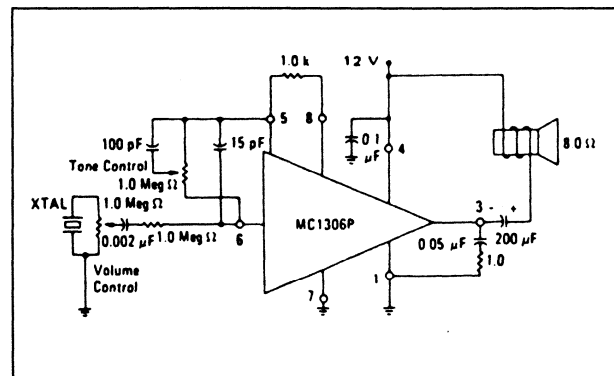 1.0 k
12 V
5
8
100 pF
15 pF
0.1
µF
4
8.0 Ω
Tone Control
1.0 Meg Ω
XTAL
1.0 Meg Ω
MC1306P
3 - +
0.002 µF
1.0 Meg Ω
6
0.05 µF
200 µF
1.0
Volume
Control
7
1